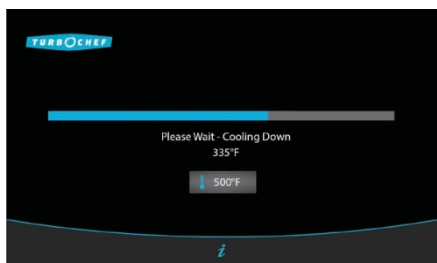 TURBOCHEF
Please Wait - Cooling Down
335°F
500°F
i